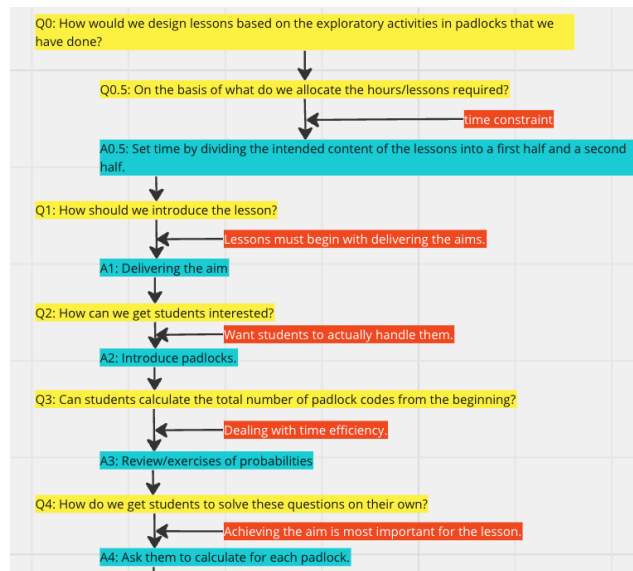 Q0: How would we design lessons based on the exploratory activities in padlocks that we
have done?
Q0.5: On the basis of what do we allocate the hours/lessons required?
time constraint
A0.5: Set time by dividing the intended content of the lessons into a first half and a second
half.
Q1: How should we introduce the lesson?
Lessons must begin with delivering the aims.
A1: Delivering the aim
Q2: How can we get students interested?
Want students to actually handle them.
A2: Introduce padlocks.
Q3: Can students calculate the total number of padlock codes from the beginning?
Dealing with time efficiency.
A3: Review/exercises of probabilities
Q4: How do we get students to solve these questions on their own?
Achieving the aim is most important for the lesson.
A4: Ask them to calculate for each padlock.